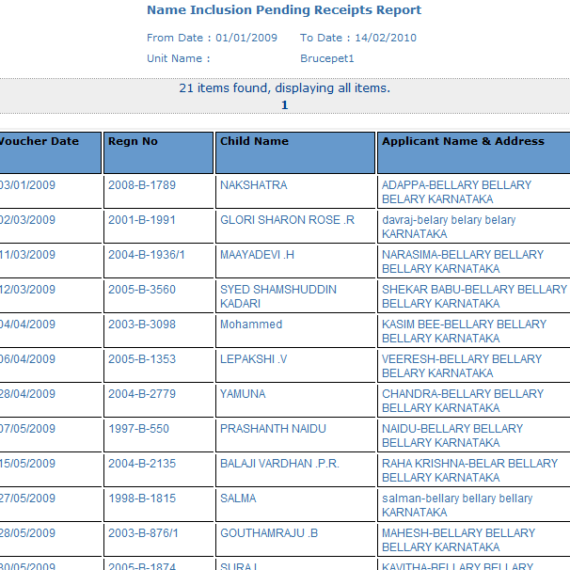 Name Inclusion Pending Receipts Report
From Date : 01/01/2009 To Date : 14/02/2010
Unit Name : Brucepet1
21 items found, displaying all items.
1
Voucher Date Regn No Child Name Applicant Name & Address
03/01/2009 2008-B-1789 NAKSHATRA ADAPPA-BELLARY BELLARY
BELARY KARNATAKA
02/03/2009 2001-B-1991 GLORI SHARON ROSE .R davraj-belary belary belary
KARNATAKA
11/03/2009 2004-B-1936/1 MAAYADEVI .H NARASIMA-BELLARY BELLARY
BELLARY KARNATAKA
12/03/2009 2005-B-3560 SYED SHAMSHUDDIN SHEKAR BABU-BELLARY BELLARY
KADARI BELLARY KARNATAKA
04/04/2009 2003-B-3098 Mohammed KASIM BEE-BELLARY BELLARY
BELLARY KARNATAKA
06/04/2009 2005-B-1353 LEPAKSHI .V VEERESH-BELLARY BELLARY
BELARY KARNATAKA
28/04/2009 2004-B-2779 YAMUNA CHANDRA-BELLARY BELLARY
BELLARY KARNATAKA
07/05/2009 1997-B-550 PRASHANTH NAIDU NAIDU-BELLARY BELLARY
BELLARY KARNATAKA
15/05/2009 2004-B-2135 BALAJI VARDHAN .P.R. RAHA KRISHNA-BELAR BELLARY
BELLARY KARNATAKA
27/05/2009 1998-B-1815 SALMA salman-bellary bellary bellary
KARNATAKA
28/05/2009 2003-B-876/1 GOUTHAMRAJU .B MAHESH-BELLARY BELLARY
BELLARY KARNATAKA
30/05/2009 2005-B-1874 SURAJ KAVITHA-BELLARY BELLARY